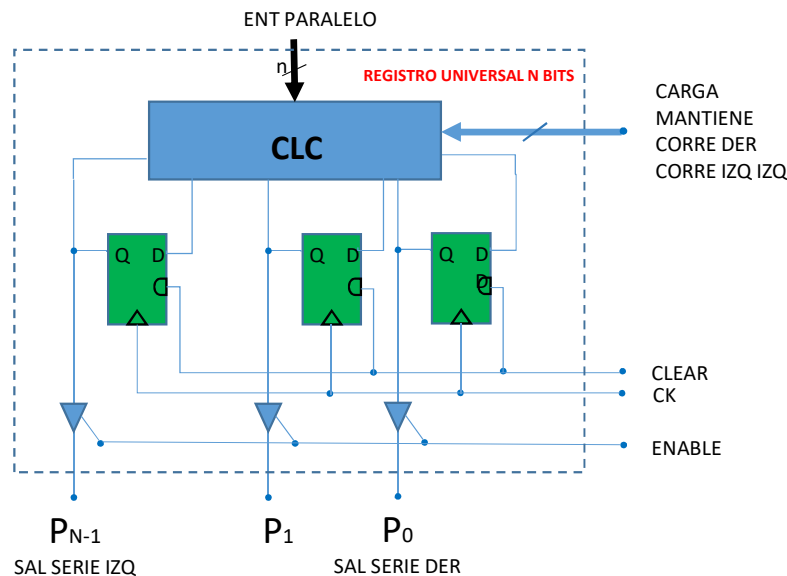 ENT PARALELO
n
REGISTRO UNIVERSAL N BITS
CARGA
MANTIENE
CORRE DER
CORRE IZQ IZQ
CLC
Q D
Q D
Q D
D
CLEAR
CK
ENABLE
PN-1
P1
P0
SAL SERIE IZQ
SAL SERIE DER